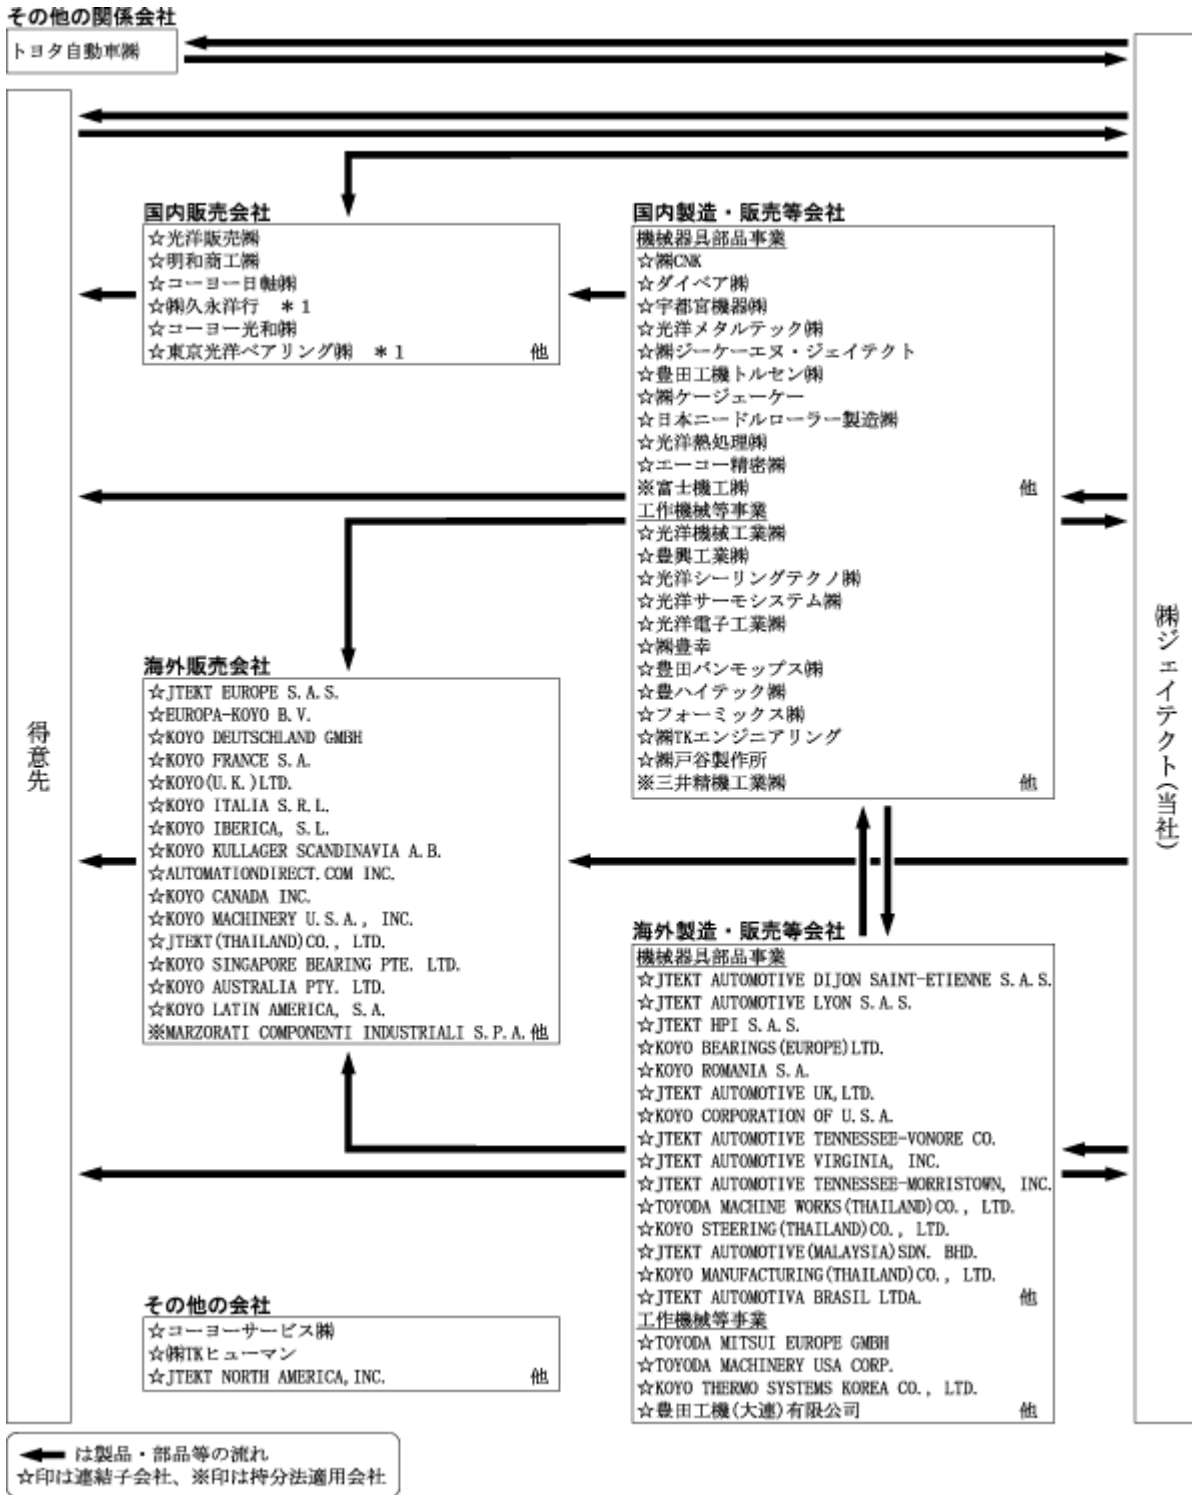 その他の関係会社
トヨタ自動車㈱
国内販売会社
☆光洋販売㈱
☆明和商工㈱
☆コーヨー日軸㈱
☆㈱久永洋行　＊1
☆コーヨー光和㈱
☆東京光洋ベアリング㈱　＊1　他
国内製造・販売等会社
機械器具部品事業
☆㈱CNK
☆ダイベア㈱
☆宇都宮機器㈱
☆光洋メタルテック㈱
☆㈱ジーケーエヌ・ジェイテクト
☆豊田工機トルセン㈱
☆㈱ケージェーケー
☆日本ニードルローラー製造㈱
☆光洋熱処理㈱
☆エーコー精密㈱
※富士機工㈱　他
工作機械等事業
☆光洋機械工業㈱
☆豊興工業㈱
☆光洋シーリングテクノ㈱
☆光洋サーモシステム㈱
☆光洋電子工業㈱
☆㈱豊幸
☆豊田バンモップス㈱
☆豊ハイテック㈱
☆フォーミックス㈱
☆㈱TKエンジニアリング
☆㈱戸谷製作所
※三井精機工業㈱　他
海外販売会社
☆JTEKT EUROPE S.A.S.
☆EUROPA-KOYO B.V.
☆KOYO DEUTSCHLAND GMBH
☆KOYO FRANCE S.A.
☆KOYO(U.K.)LTD.
☆KOYO ITALIA S.R.L.
☆KOYO IBERICA, S.L.
☆KOYO KULLAGER SCANDINAVIA A.B.
☆AUTOMATIONDIRECT.COM INC.
☆KOYO CANADA INC.
☆KOYO MACHINERY U.S.A., INC.
☆JTEKT(THAILAND)CO., LTD.
☆KOYO SINGAPORE BEARING PTE. LTD.
☆KOYO AUSTRALIA PTY. LTD.
☆KOYO LATIN AMERICA, S.A.
※MARZORATI COMPONENTI INDUSTRIALI S.P.A.他
海外製造・販売等会社
機械器具部品事業
☆JTEKT AUTOMOTIVE DIJON SAINT-ETIENNE S.A.S.
☆JTEKT AUTOMOTIVE LYON S.A.S.
☆JTEKT HPI S.A.S.
☆KOYO BEARINGS(EUROPE)LTD.
☆KOYO ROMANIA S.A.
☆JTEKT AUTOMOTIVE UK,LTD.
☆KOYO CORPORATION OF U.S.A.
☆JTEKT AUTOMOTIVE TENNESSEE-VONORE CO.
☆JTEKT AUTOMOTIVE VIRGINIA, INC.
☆JTEKT AUTOMOTIVE TENNESSEE-MORRISTOWN, INC.
☆TOYODA MACHINE WORKS(THAILAND)CO., LTD.
☆KOYO STEERING(THAILAND)CO., LTD.
☆JTEKT AUTOMOTIVE(MALAYSIA)SDN. BHD.
☆KOYO MANUFACTURING(THAILAND)CO., LTD.
☆JTEKT AUTOMOTIVA BRASIL LTDA.　他
工作機械等事業
☆TOYODA MITSUI EUROPE GMBH
☆TOYODA MACHINERY USA CORP.
☆KOYO THERMO SYSTEMS KOREA CO., LTD.
☆豊田工機(大連)有限公司　他
その他の会社
☆コーヨーサービス㈱
☆㈱TKヒューマン
☆JTEKT NORTH AMERICA,INC.　他
得意先
㈱ジェイテクト(当社)
は製品・部品等の流れ
☆印は連結子会社、※印は持分法適用会社